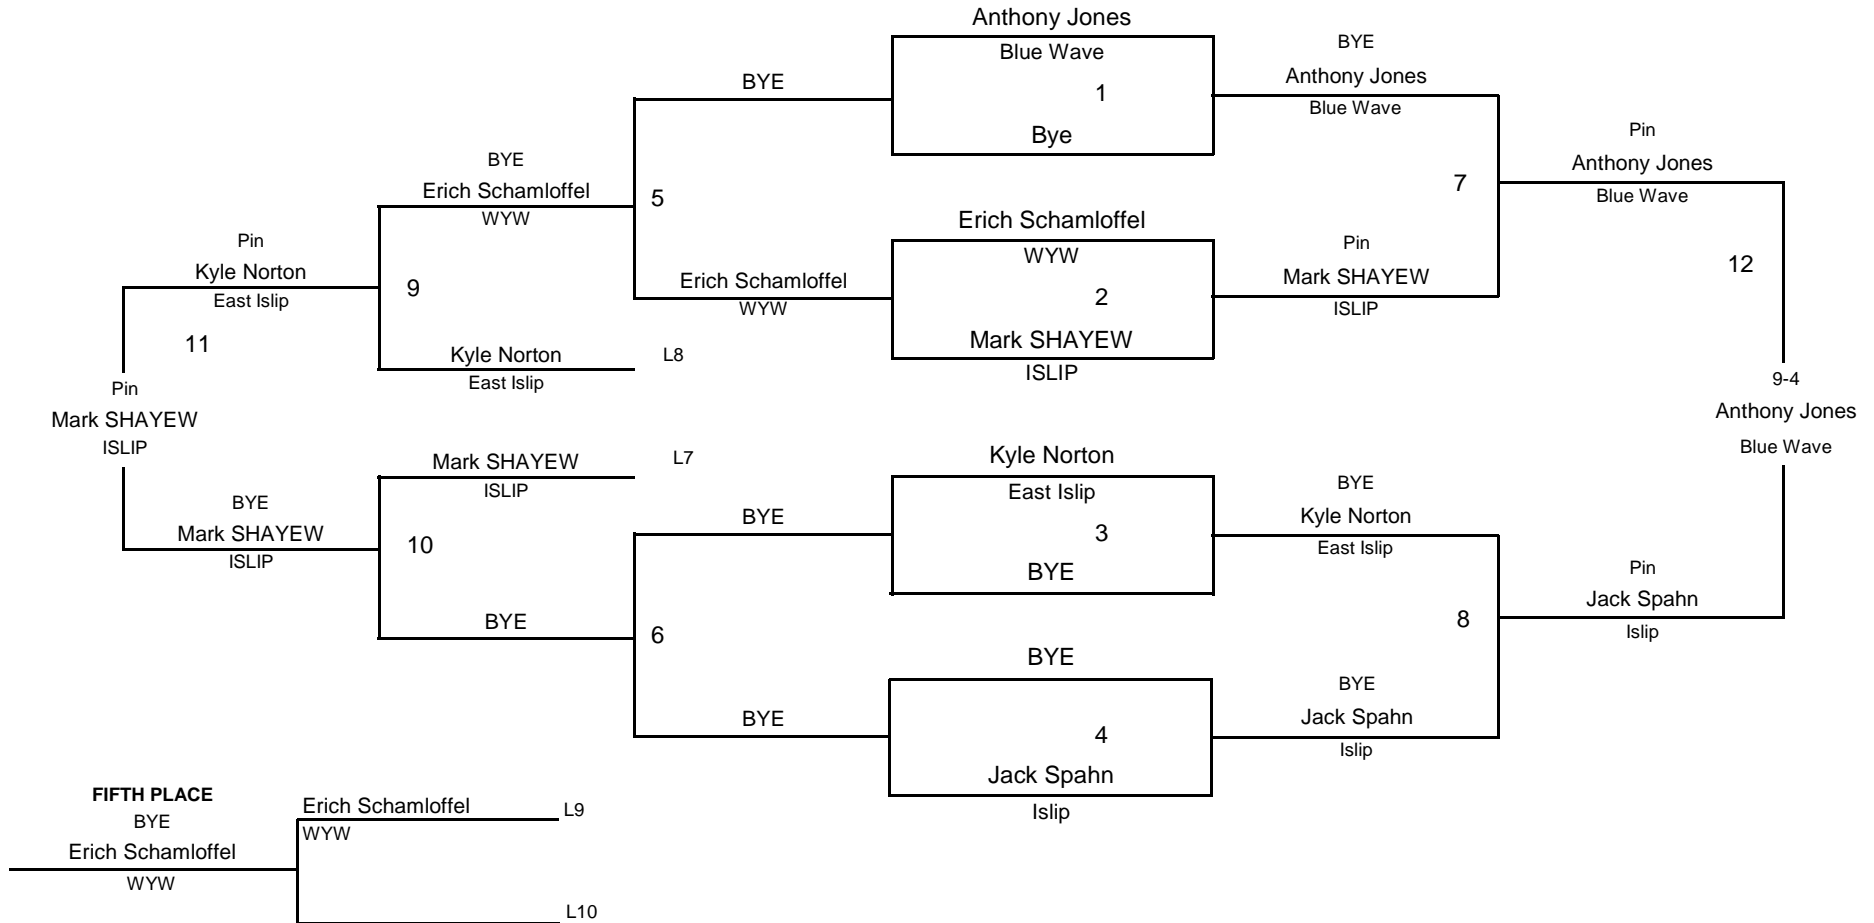 Anthony Jones
Blue Wave
1
Bye
BYE
Anthony Jones
Blue Wave
BYE
Pin
Anthony Jones
Blue Wave
7
BYE
Erich Schamloffel
WYW
5
Erich Schamloffel
WYW
2
Mark SHAYEW
ISLIP
Pin
Mark SHAYEW
ISLIP
12
Pin
Kyle Norton
East Islip
9
Erich Schamloffel
WYW
11
Kyle Norton
East Islip
L8
Pin
Mark SHAYEW
ISLIP
9-4
Anthony Jones
Blue Wave
Mark SHAYEW
ISLIP
L7
Kyle Norton
East Islip
3
BYE
BYE
Kyle Norton
East Islip
BYE
Mark SHAYEW
ISLIP
10
BYE
Pin
Jack Spahn
Islip
8
BYE
6
BYE
4
Jack Spahn
Islip
BYE
Jack Spahn
Islip
BYE
FIFTH PLACE
BYE
Erich Schamloffel
WYW
Erich Schamloffel
WYW
L9
L10